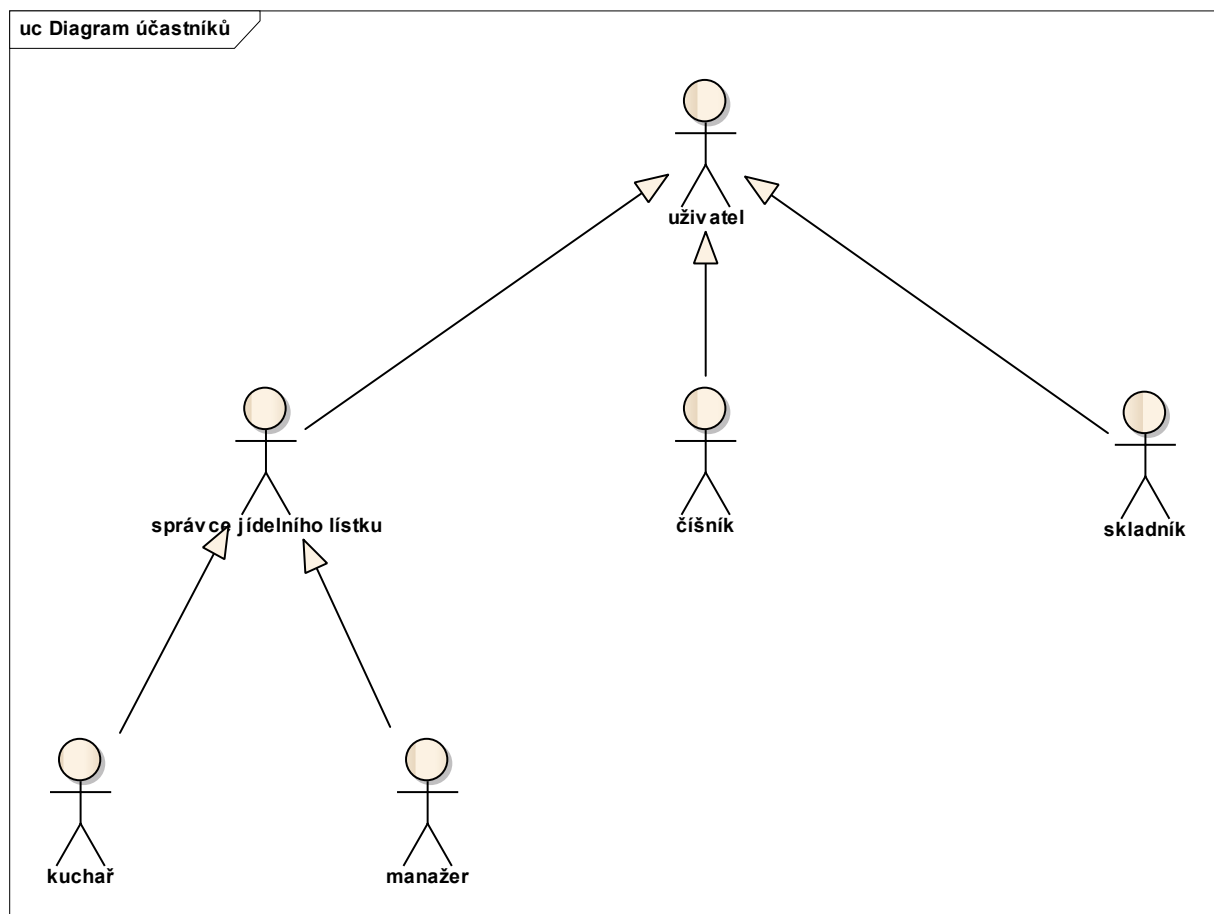 uc Diagram účastníků
uživatel
správce jídelního lístku
číšník
skladník
kuchař
manažer